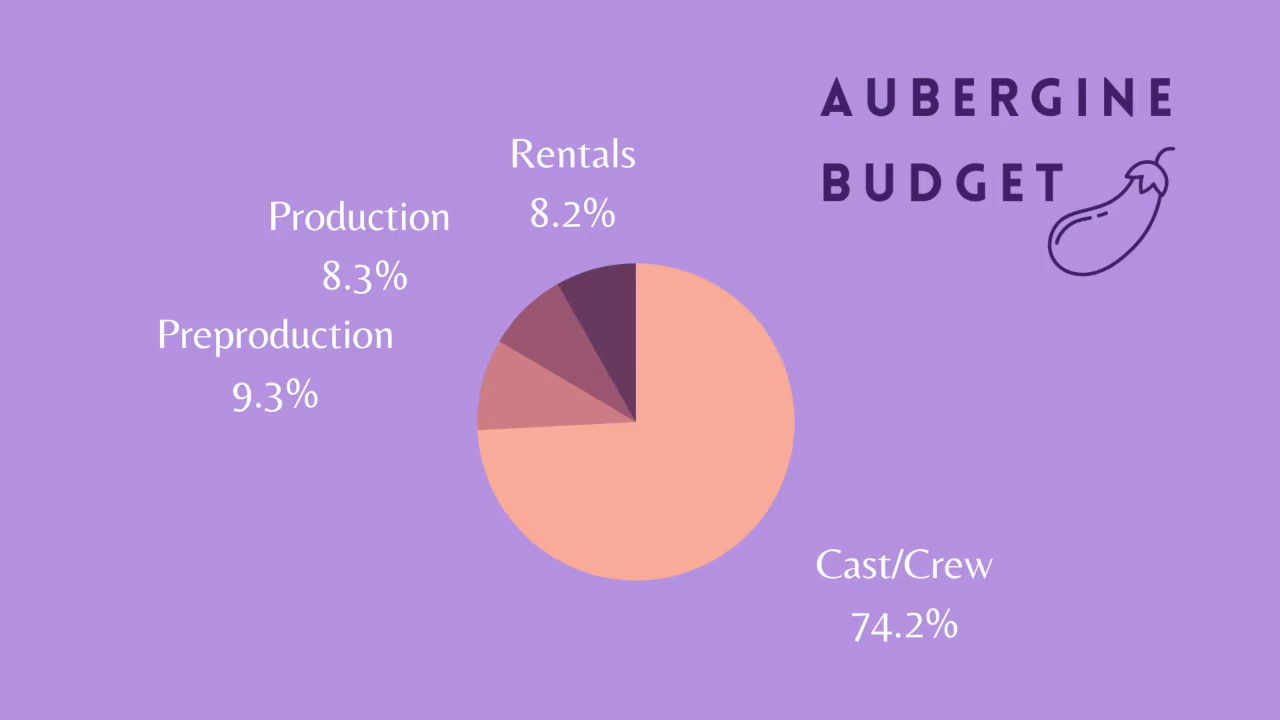 AUBERGINE
BUDGET
Rentals
8.2%
Production
8.3%
Preproduction
9.3%
Cast/Crew
74.2%